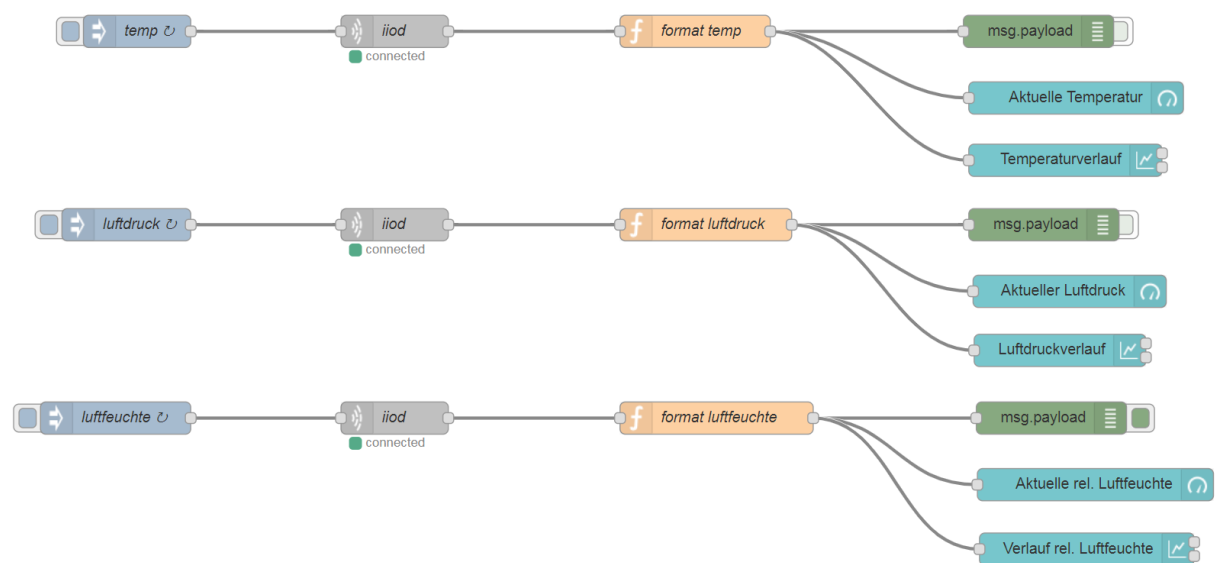 temp ↻
iiod
format temp
msg.payload
connected
Aktuelle Temperatur
Temperaturverlauf
luftdruck ↻
iiod
format luftdruck
msg.payload
connected
Aktueller Luftdruck
Luftdruckverlauf
luftfeuchte ↻
iiod
format luftfeuchte
msg.payload
connected
Aktuelle rel. Luftfeuchte
Verlauf rel. Luftfeuchte